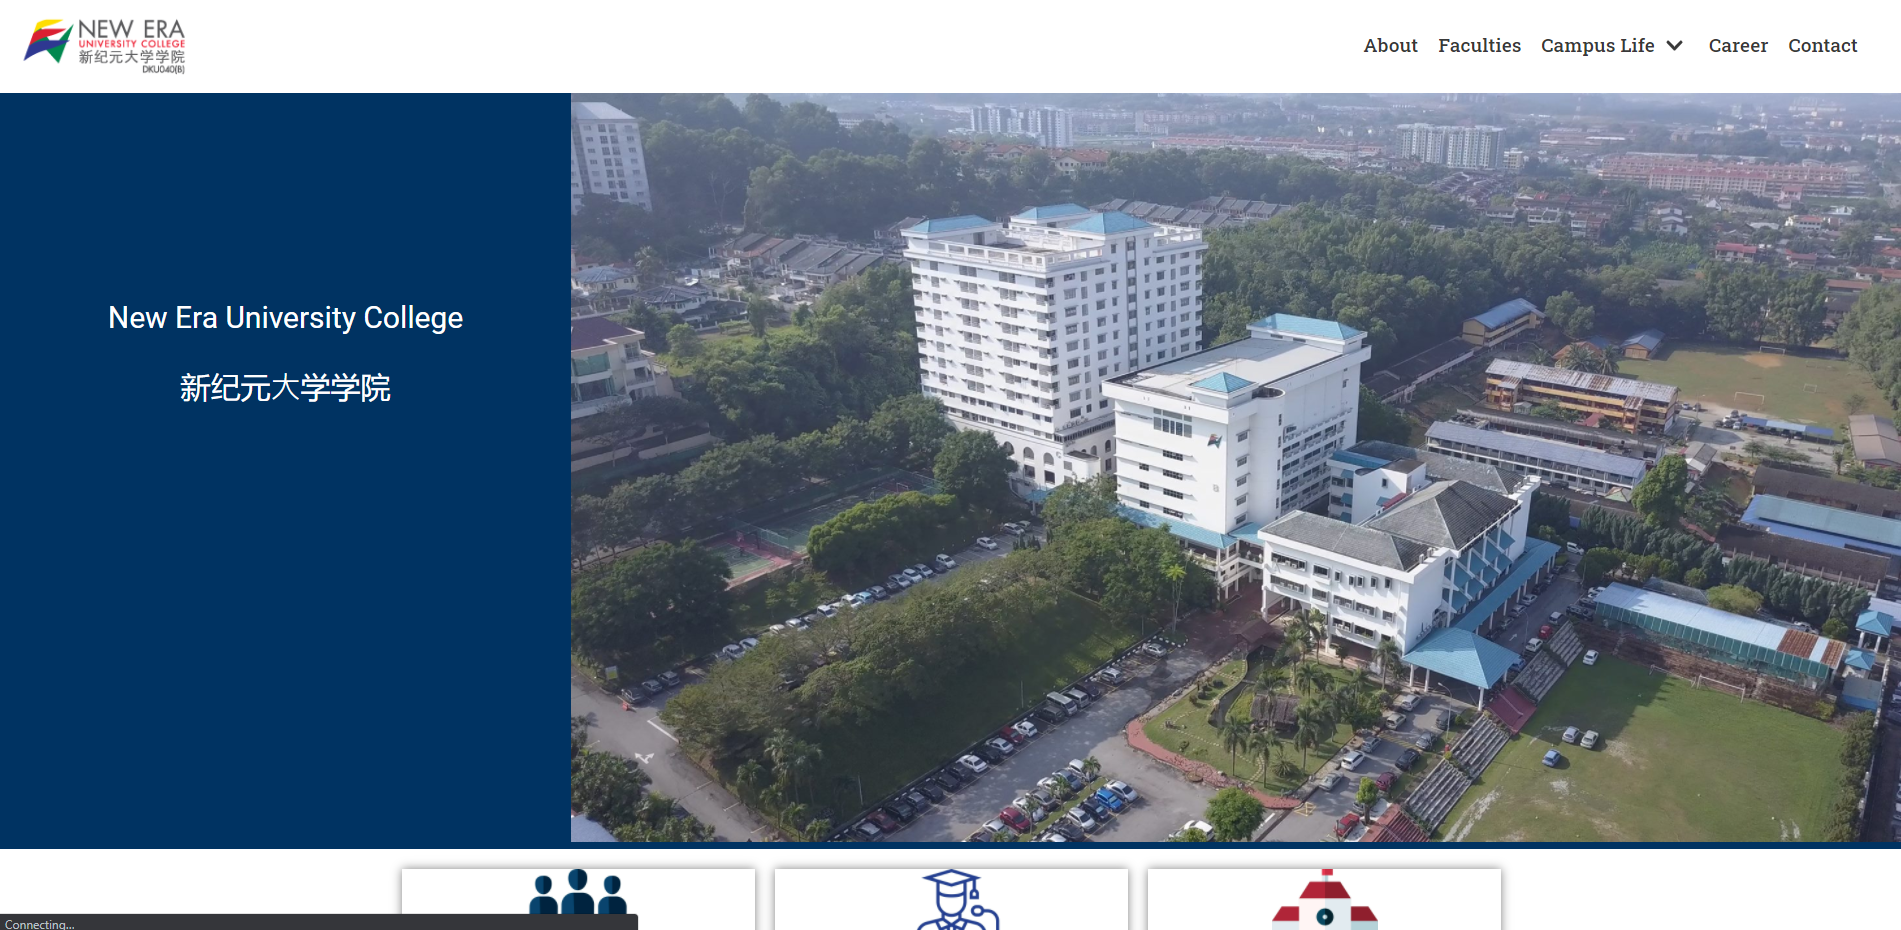 NEW ERA
UNIVERSITY COLLEGE
新纪元大学学院
DKU040(B)
About
Faculties
Campus Life
Career
Contact
New Era University College
新纪元大学学院
Connecting...